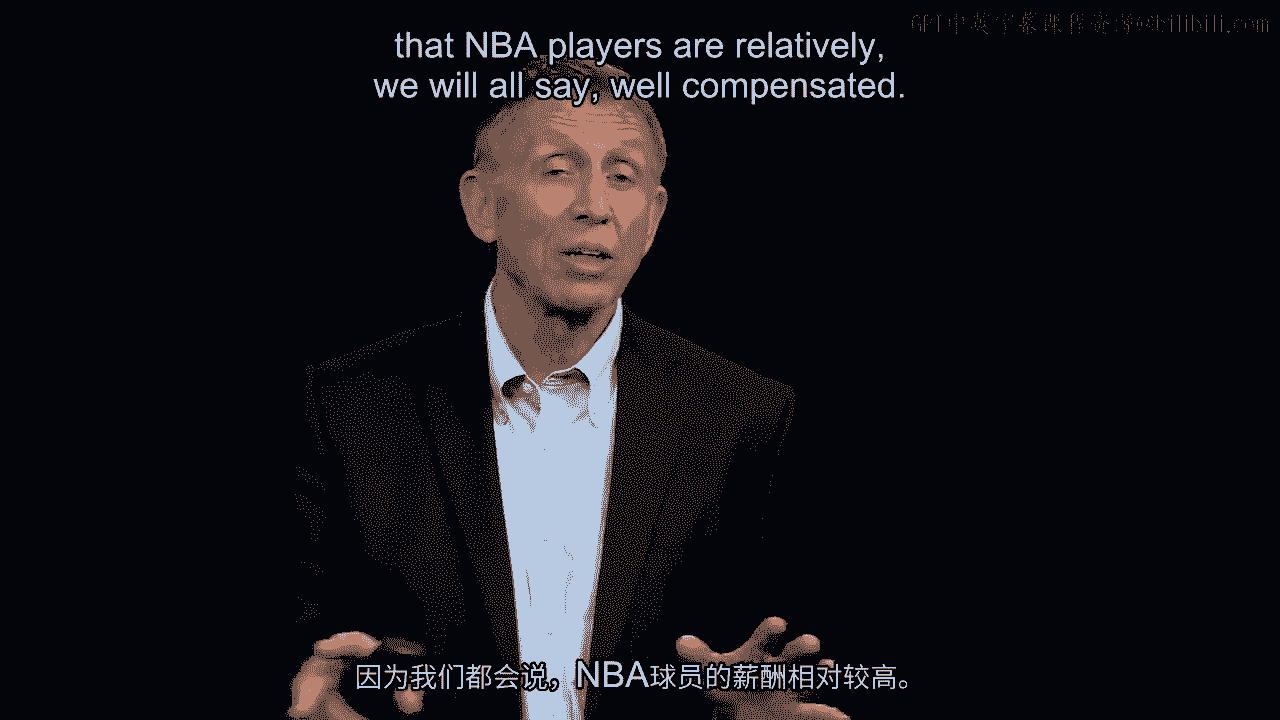 that NBA players are relatively,
we will all say, well compensated.
因为我们都会说，NBA球员的薪酬相对较高。